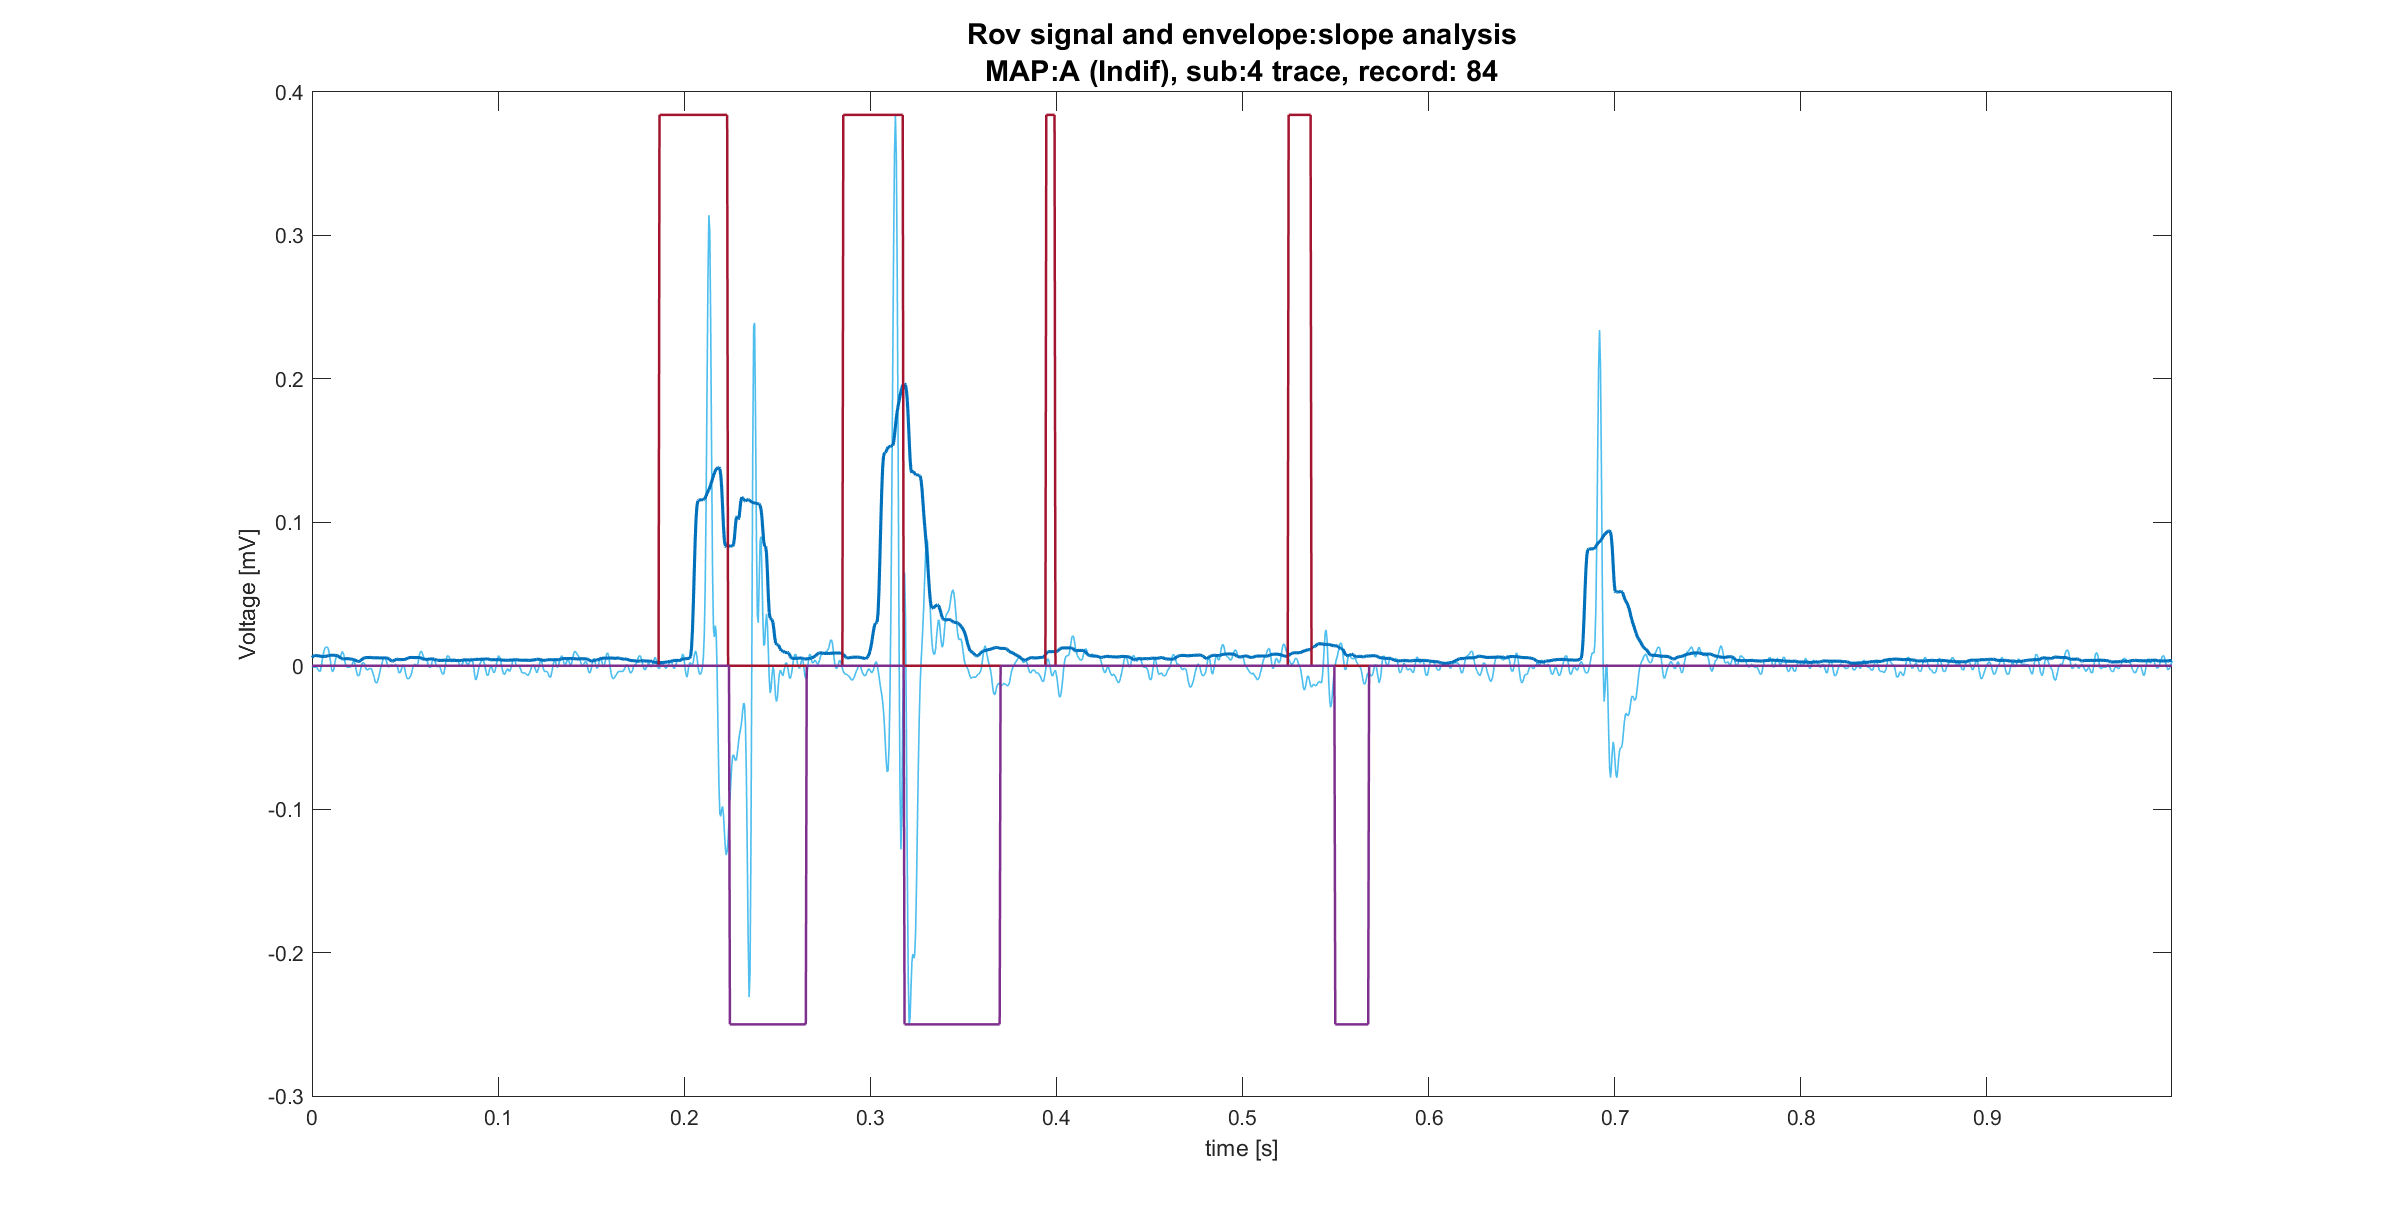 Rov signal and envelope:slope analysis
MAP:A (Indif), sub:4 trace, record: 84
0.4
0.3
0.2
0.1
0
-0.1
-0.2
-0.3
Voltage [mV]
0 0.1 0.2 0.3 0.4 0.5 0.6 0.7 0.8 0.9
time [s]